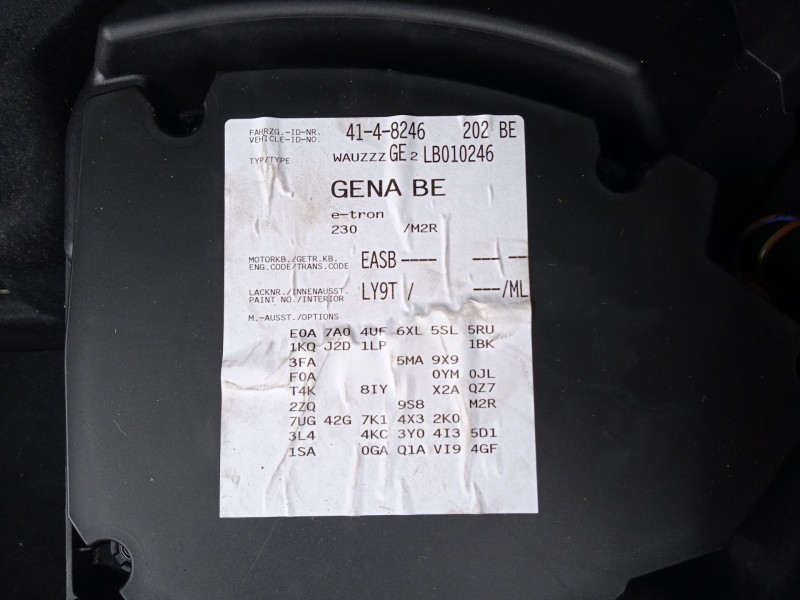 FAHRZG.-ID-NR. 41-4-8246 202 BE
VEHICLE-ID-NO.
TYP/TYPE WAUZZZ GE 2 LB010246
GENA BE
e-tron
230 /M2R
MOTORKB./GETR.KB. EASB ---- --- --
ENG.CODE/TRANS.CODE
LACKNR./INNENAUSST. LY9T / ---/ML
PAINT NO./INTERIOR
M.-AUSST./OPTIONS
E0A 7A0 4UF 6XL 5SL 5RU
1KQ J2D 1LP 1BK
3FA 5MA 9X9
F0A 0YM 0JL
T4K 8IY X2A QZ7
2ZQ 9S8 M2R
7UG 42G 7K1 4X3 2K0
3L4 4KC 3Y0 4I3 5D1
1SA 0GA Q1A VI9 4GF